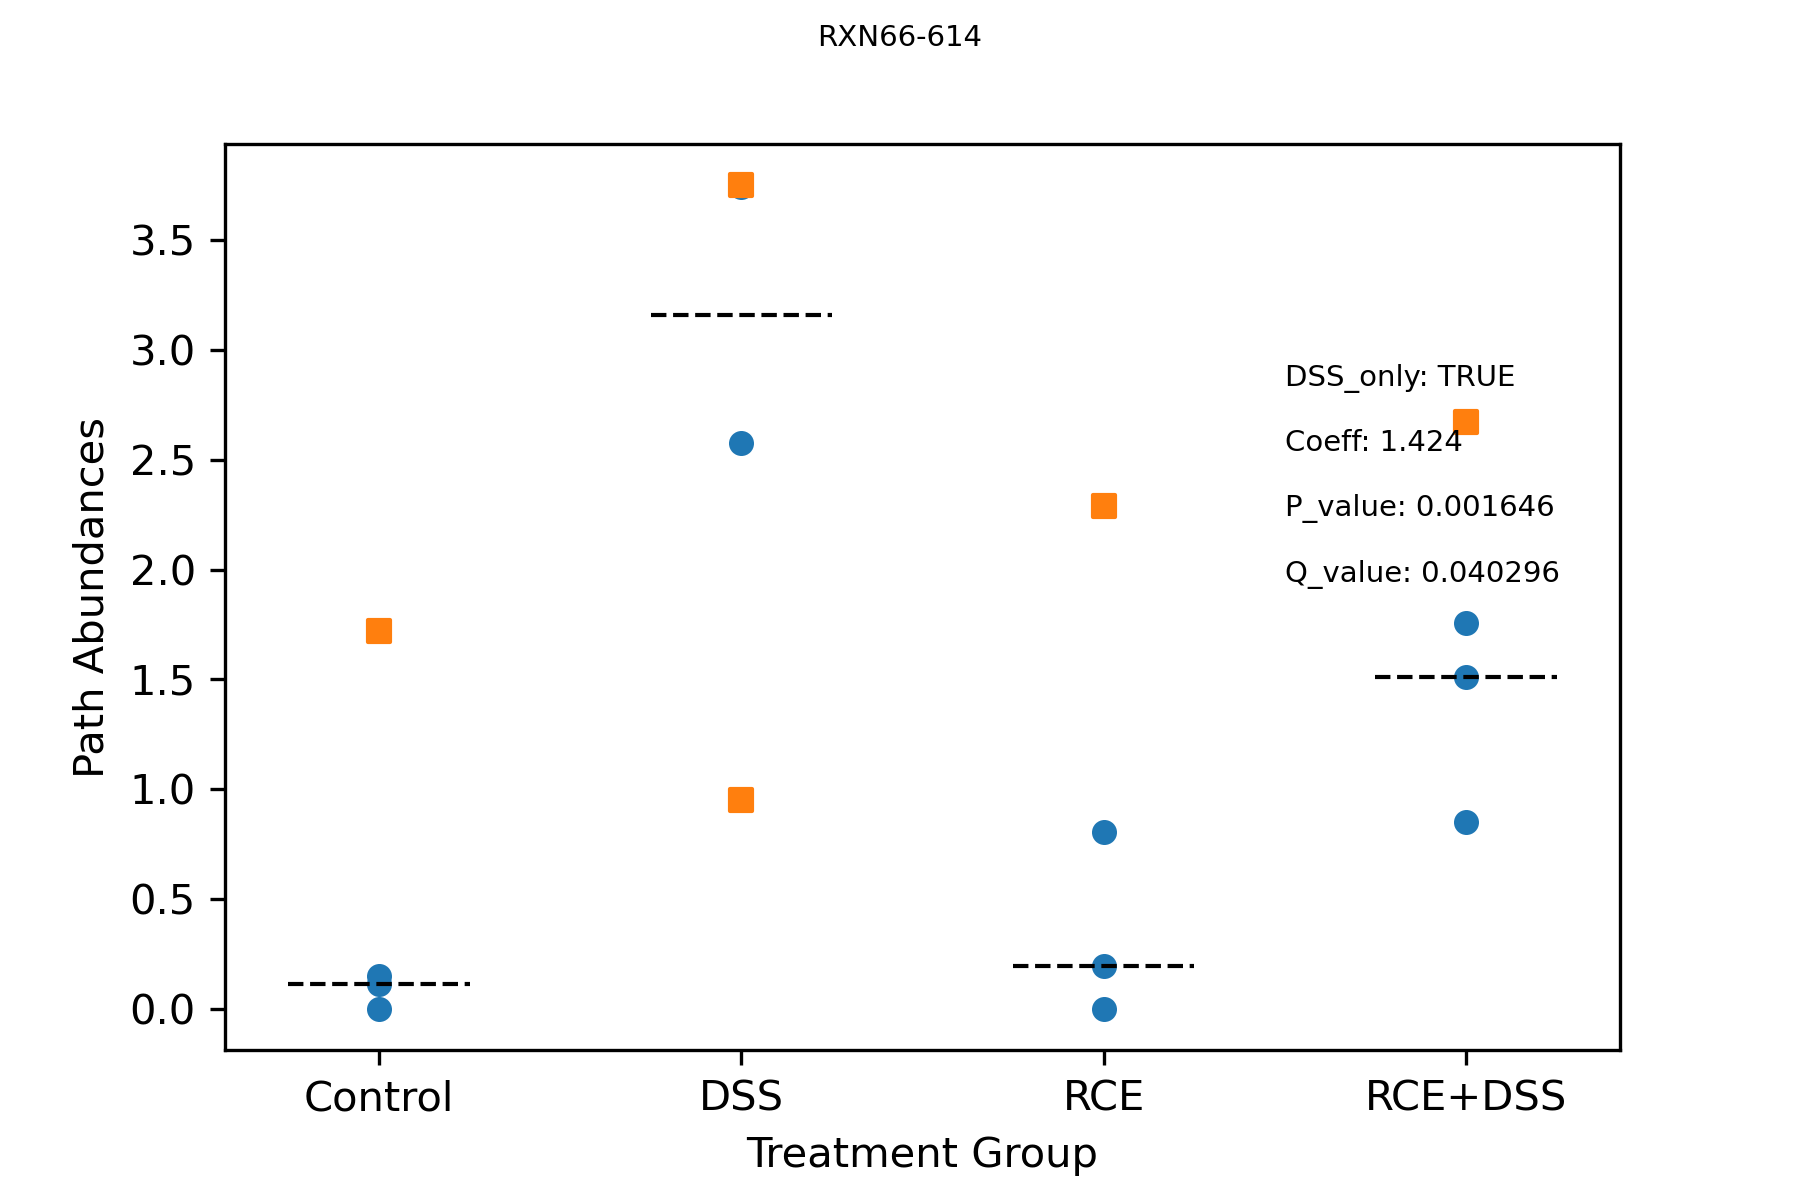 RXN66-614
Path Abundances
3.5
3.0
2.5
2.0
1.5
1.0
0.5
0.0
DSS_only: TRUE
Coeff: 1.424
P_value: 0.001646
Q_value: 0.040296
Control
DSS
RCE
RCE+DSS
Treatment Group